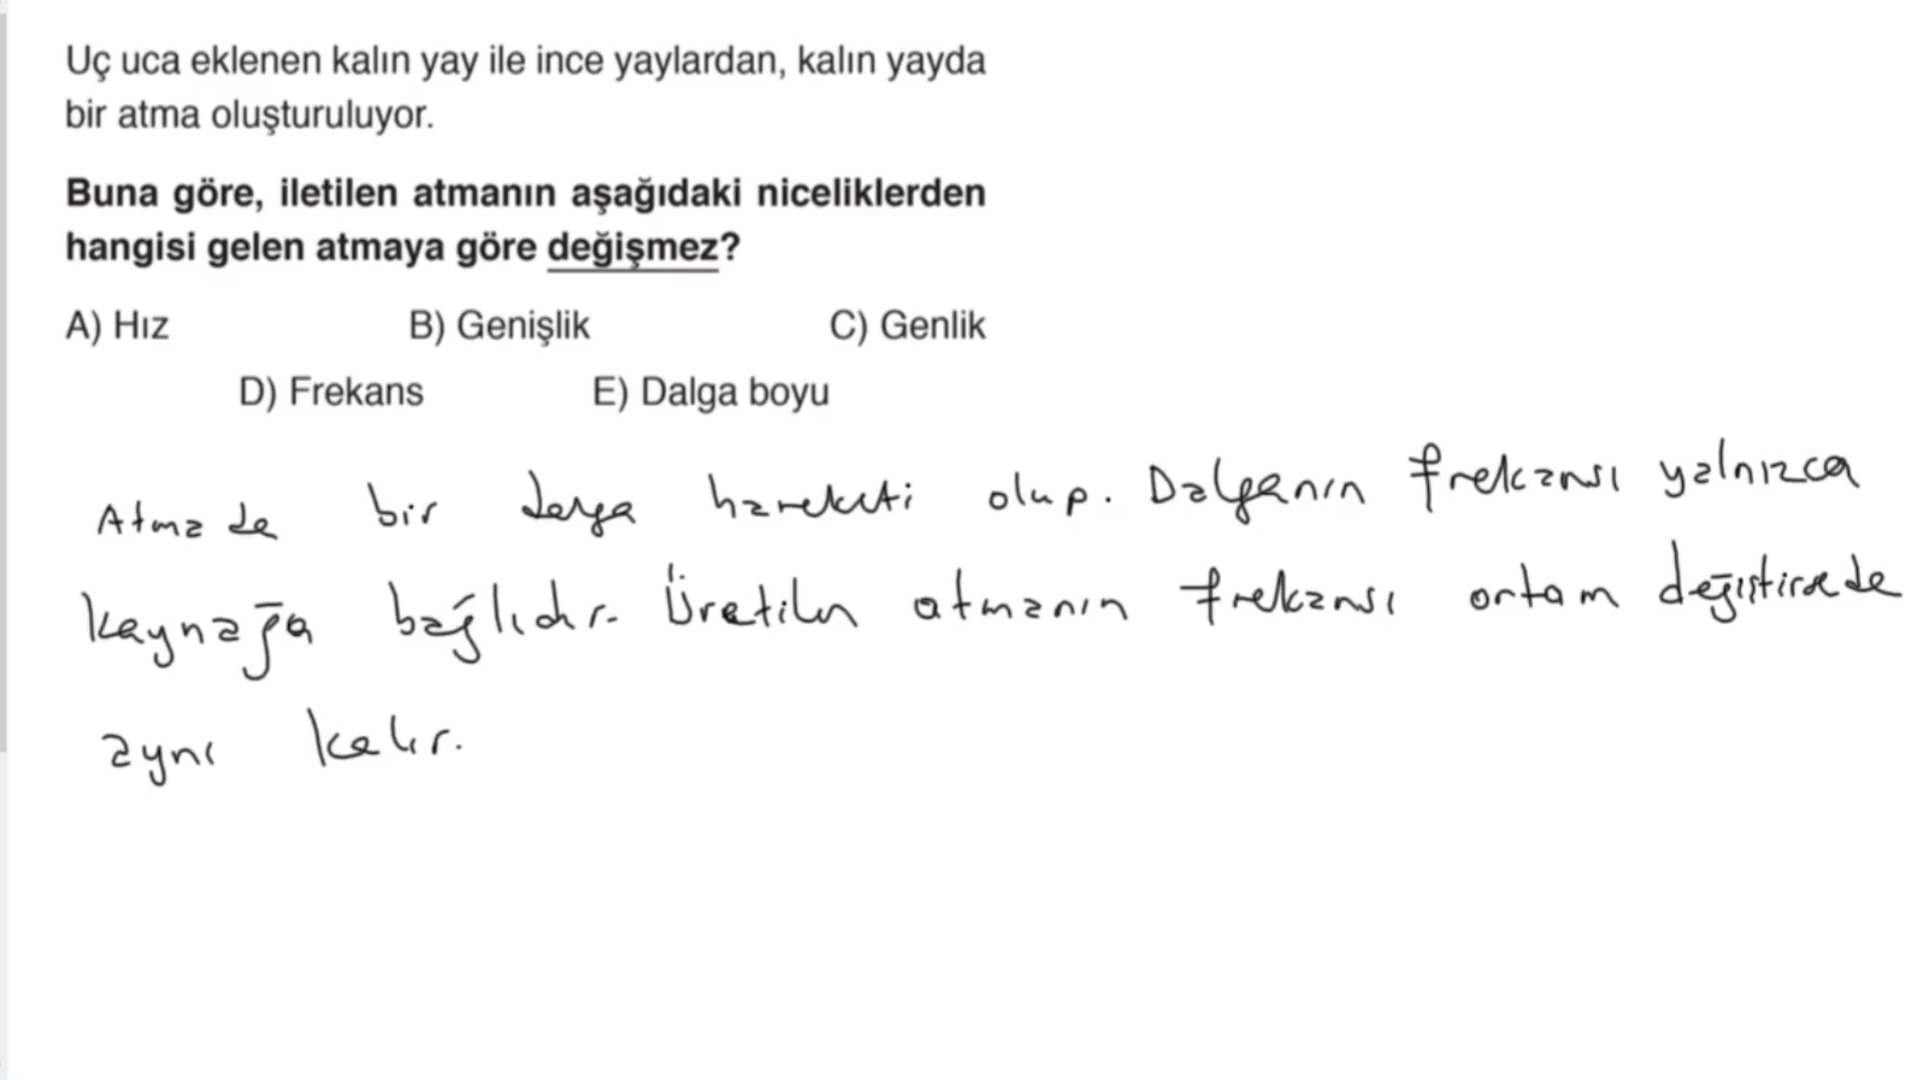 Uç uca eklenen kalın yay ile ince yaylardan, kalın yayda
bir atma oluşturuluyor.
Buna göre, iletilen atmanın aşağıdaki niceliklerden
hangisi gelen atmaya göre değişmez?
A) Hız B) Genişlik C) Genlik
D) Frekans E) Dalga boyu
Atma da bir dalga hareketi olup. Dalganın frekansı yalnızca
kaynağa bağlıdır. Üretilen atmanın frekansı ortam değiştirsede
aynı kalır.